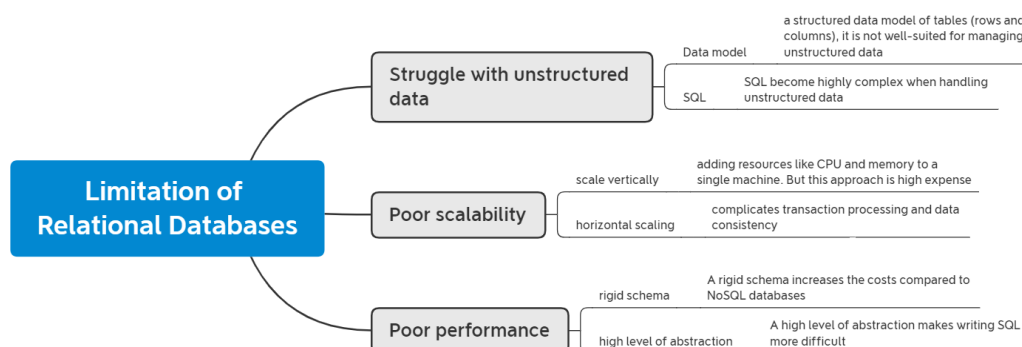 Limitation of
Relational Databases
Struggle with unstructured
data
Data model
a structured data model of tables (rows and
columns), it is not well-suited for managing
unstructured data
SQL
SQL become highly complex when handling
unstructured data
Poor scalability
scale vertically
adding resources like CPU and memory to a
single machine. But this approach is high expense
horizontal scaling
complicates transaction processing and data
consistency
Poor performance
rigid schema
A rigid schema increases the costs compared to
NoSQL databases
high level of abstraction
A high level of abstraction makes writing SQL
more difficult